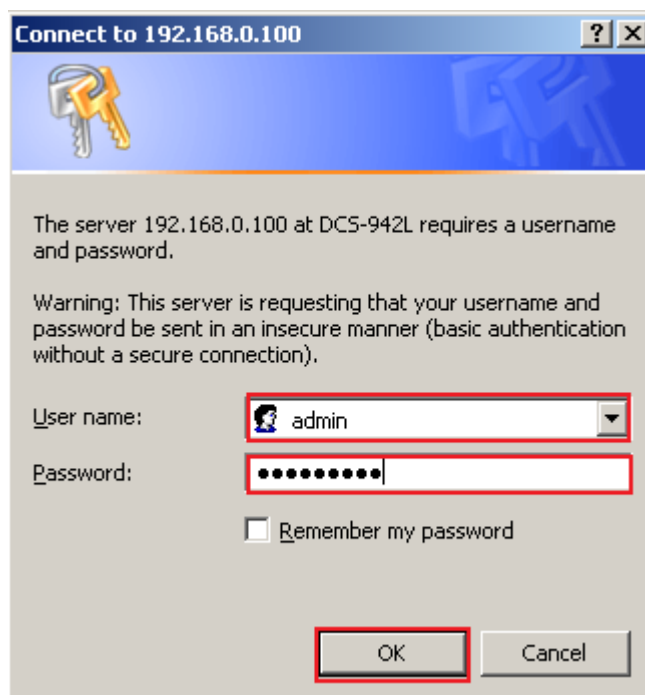 Connect to 192.168.0.100
The server 192.168.0.100 at DCS-942L requires a username
and password.
Warning: This server is requesting that your username and
password be sent in an insecure manner (basic authentication
without a secure connection).
User name:
admin
Password:
●●●●●●●●●
Remember my password
OK
Cancel